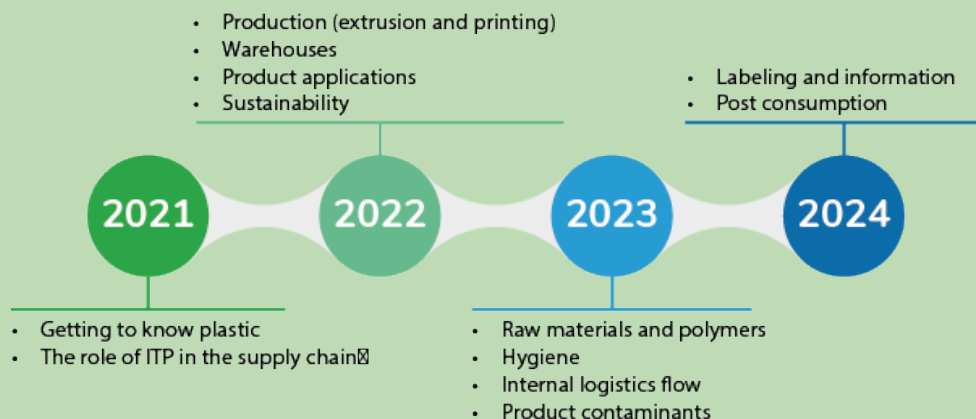 • Production (extrusion and printing)
• Warehouses
• Product applications
• Sustainability
• Labeling and information
• Post consumption
2021
2022
2023
2024
• Getting to know plastic
• The role of ITP in the supply chain
• Raw materials and polymers
• Hygiene
• Internal logistics flow
• Product contaminants